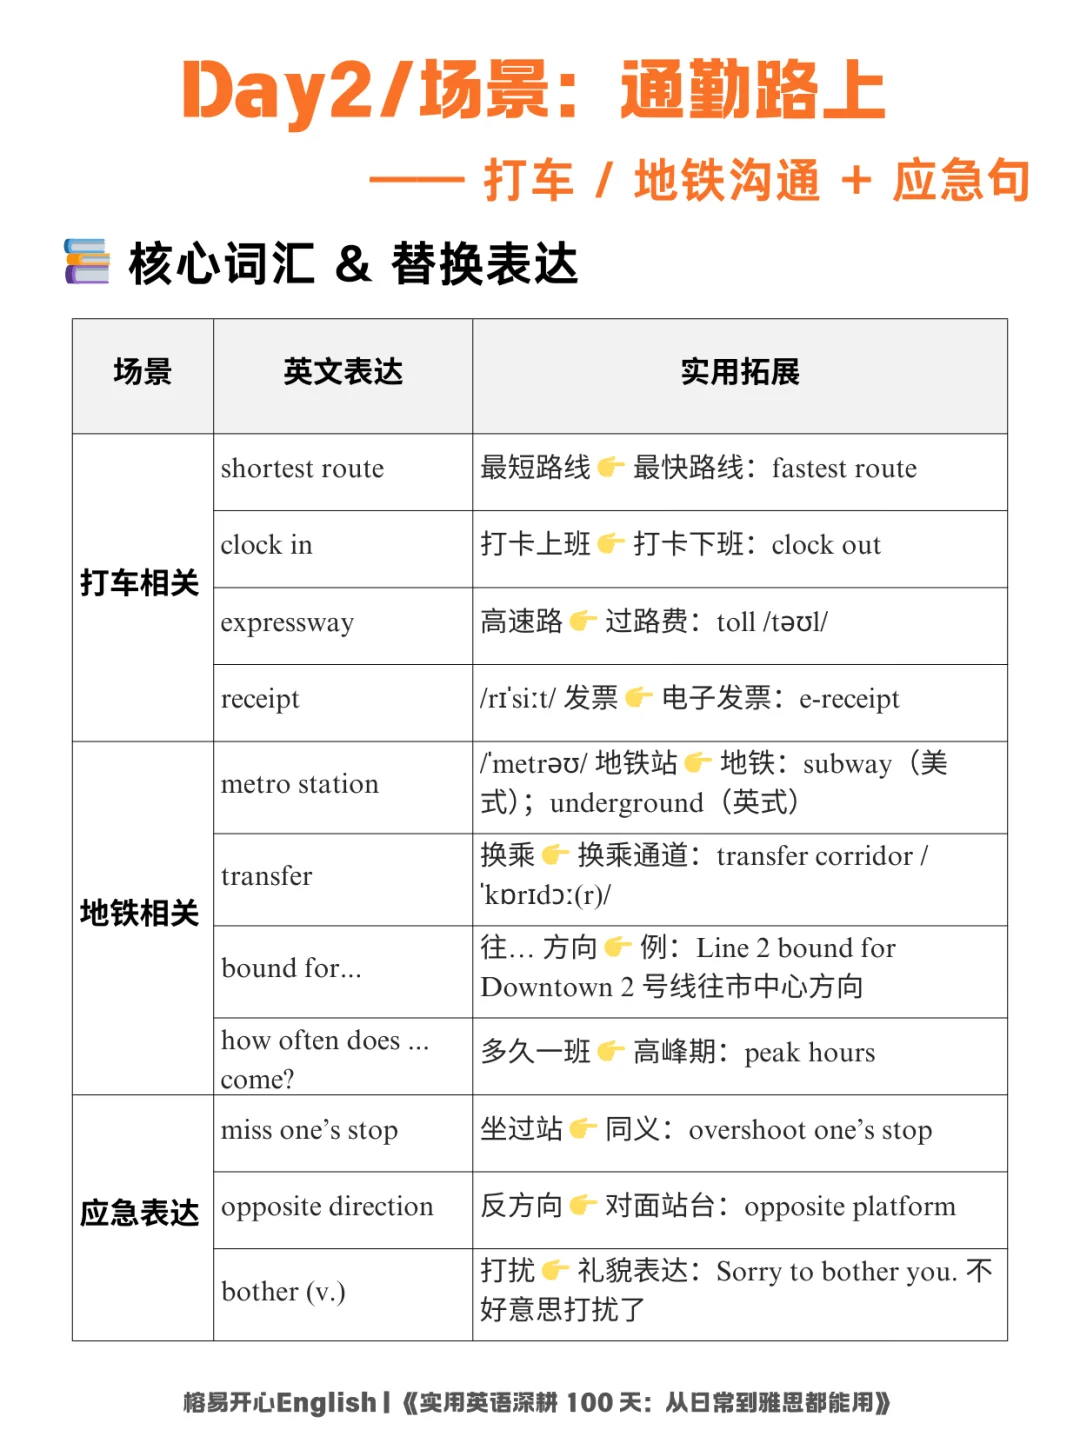 Day2/场景：通勤路上
—— 打车 / 地铁沟通 + 应急句
📚 核心词汇 & 替换表达
场景 英文表达 实用拓展
打车相关
shortest route 最短路线👉 最快路线：fastest route
clock in 打卡上班👉 打卡下班：clock out
expressway 高速路👉 过路费：toll /təʊl/
receipt /rɪˈsiːt/ 发票👉 电子发票：e-receipt
地铁相关
metro station /ˈmetrəʊ/ 地铁站👉 地铁：subway（美
式）；underground（英式）
transfer 换乘👉 换乘通道：transfer corridor /
ˈkɒrɪdɔː(r)/
bound for... 往... 方向👉 例：Line 2 bound for
Downtown 2 号线往市中心方向
how often does ...
come?
多久一班👉 高峰期：peak hours
应急表达
miss one’s stop 坐过站👉 同义：overshoot one’s stop
opposite direction 反方向👉 对面站台：opposite platform
bother (v.) 打扰👉 礼貌表达：Sorry to bother you. 不
好意思打扰了
榕易开心English |《实用英语深耕 100 天：从日常到雅思都能用》